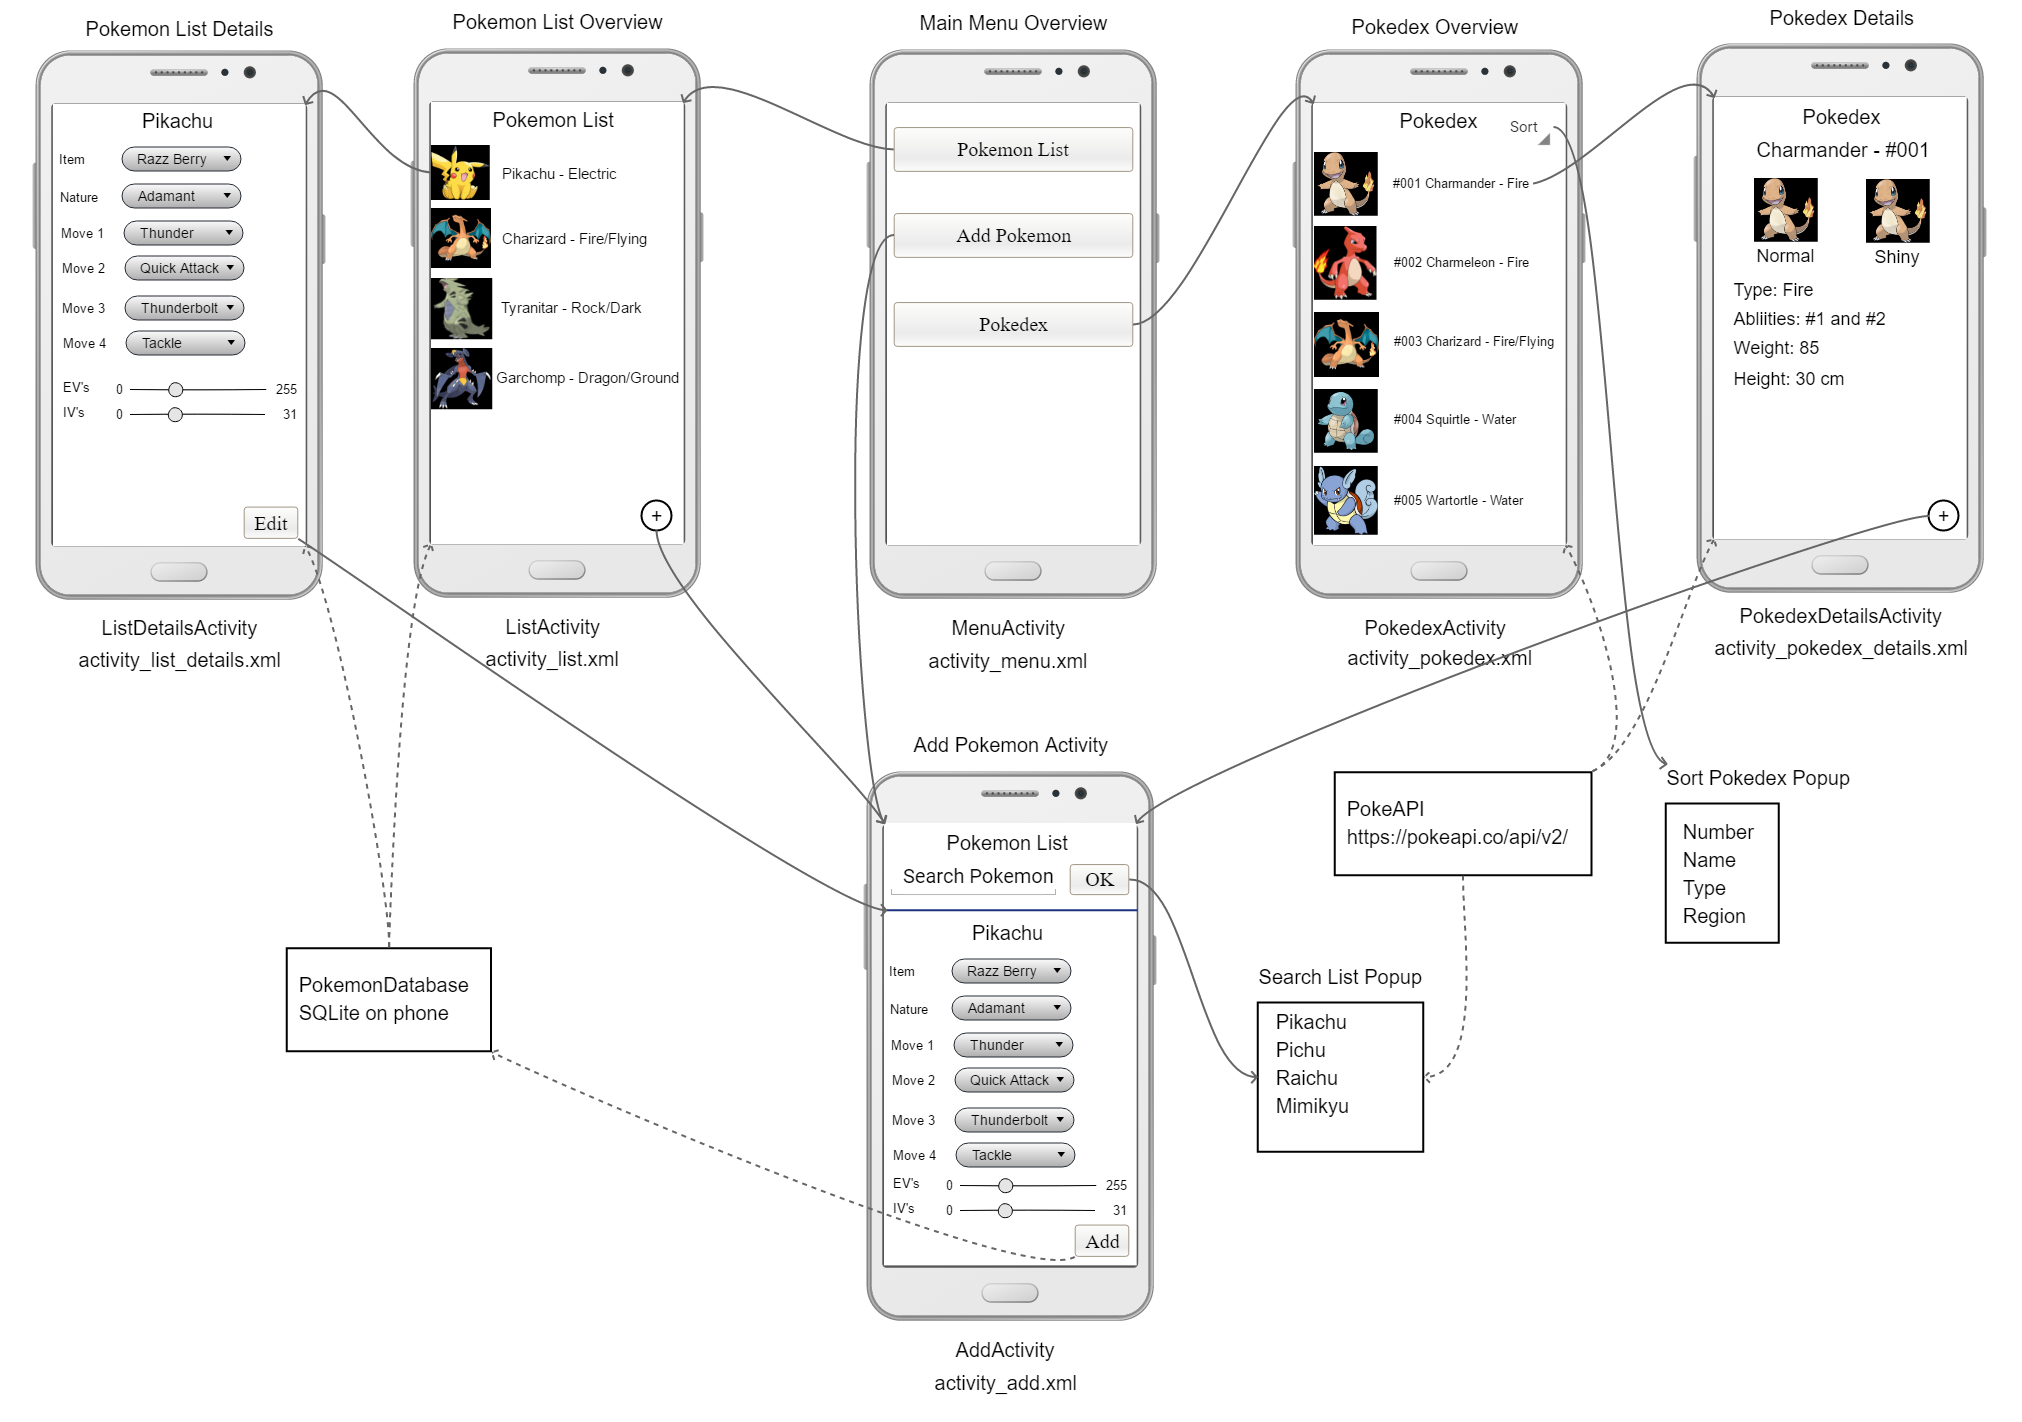 Pokemon List Details
Pikachu
Item
Razz Berry
Nature
Adamant
Move 1
Thunder
Move 2
Quick Attack
Move 3
Thunderbolt
Move 4
Tackle
EV's
0
255
IV's
0
31
Edit
ListDetailsActivity
activity_list_details.xml
Pokemon List Overview
Pokemon List
Pikachu - Electric
Charizard - Fire/Flying
Tyranitar - Rock/Dark
Garchomp - Dragon/Ground
+
ListActivity
activity_list.xml
Main Menu Overview
Pokemon List
Add Pokemon
Pokedex
MenuActivity
activity_menu.xml
Pokedex Overview
Pokedex
Sort
#001 Charmander - Fire
#002 Charmeleon - Fire
#003 Charizard - Fire/Flying
#004 Squirtle - Water
#005 Wartortle - Water
PokedexActivity
activity_pokedex.xml
Pokedex Details
Pokedex
Charmander - #001
Normal
Shiny
Type: Fire
Abliities: #1 and #2
Weight: 85
Height: 30 cm
+
PokedexDetailsActivity
activity_pokedex_details.xml
Add Pokemon Activity
Pokemon List
Search Pokemon
OK
Pikachu
Item
Razz Berry
Nature
Adamant
Move 1
Thunder
Move 2
Quick Attack
Move 3
Thunderbolt
Move 4
Tackle
EV's
0
255
IV's
0
31
Add
AddActivity
activity_add.xml
PokemonDatabase
SQLite on phone
PokeAPI
https://pokeapi.co/api/v2/
Sort Pokedex Popup
Number
Name
Type
Region
Search List Popup
Pikachu
Pichu
Raichu
Mimikyu